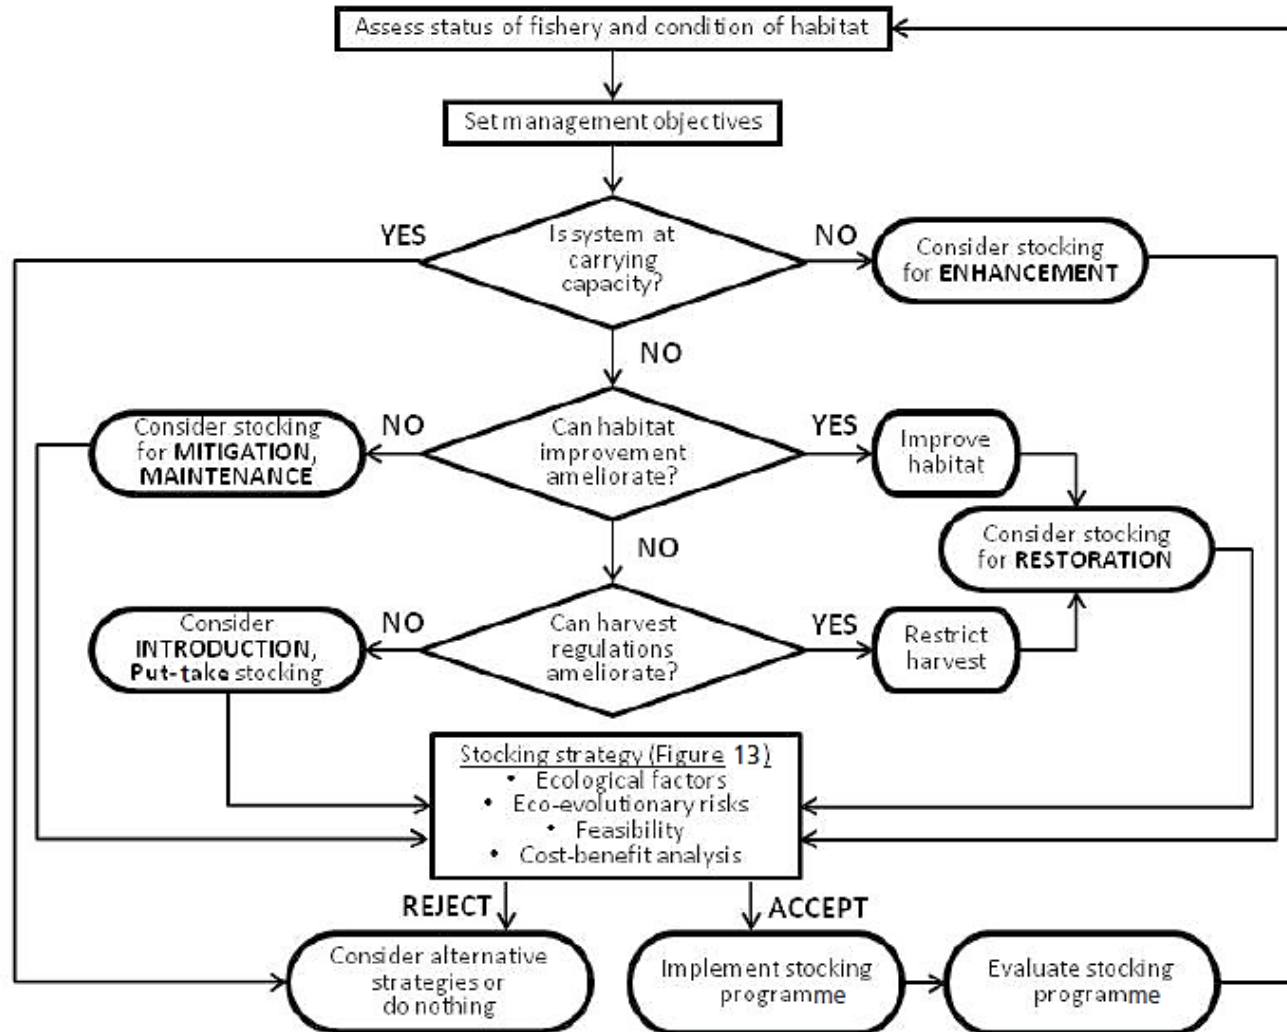 Assess status of fishery and condition of habitat
Set management objectives
YES
Is system at
carrying
capacity?
NO
Consider stocking
for ENHANCEMENT
NO
Consider stocking
for MITIGATION,
MAINTENANCE
NO
Can habitat
improvement
ameliorate?
YES
Improve
habitat
Consider stocking
for RESTORATION
NO
Consider
INTRODUCTION,
Put-take stocking
NO
Can harvest
regulations
ameliorate?
YES
Restrict
harvest
Stocking strategy (Figure 13)
• Ecological factors
• Eco-evolutionary risks
• Feasibility
• Cost-benefit analysis
REJECT
ACCEPT
Consider alternative
strategies or
do nothing
Implement stocking
programme
Evaluate stocking
programme